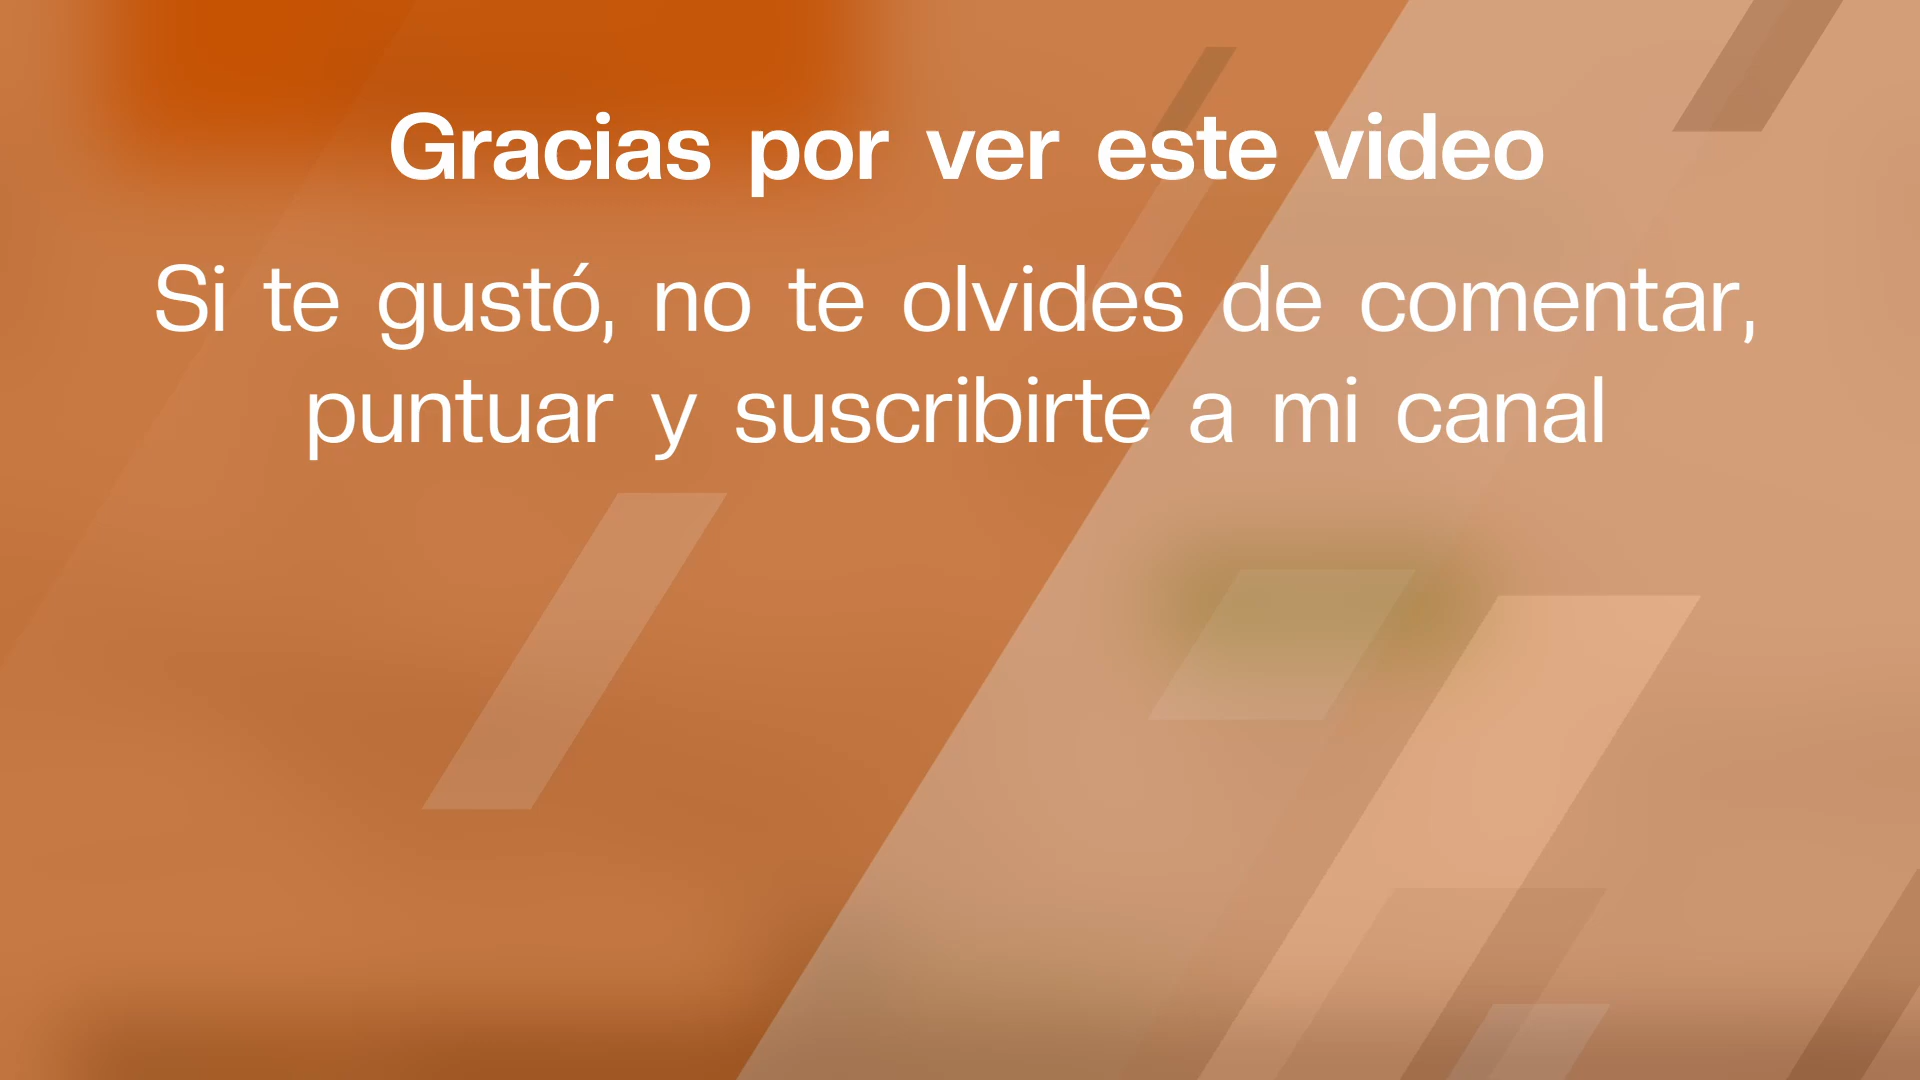 Gracias por ver este video
Si te gustó, no te olvides de comentar,
puntuar y suscribirte a mi canal